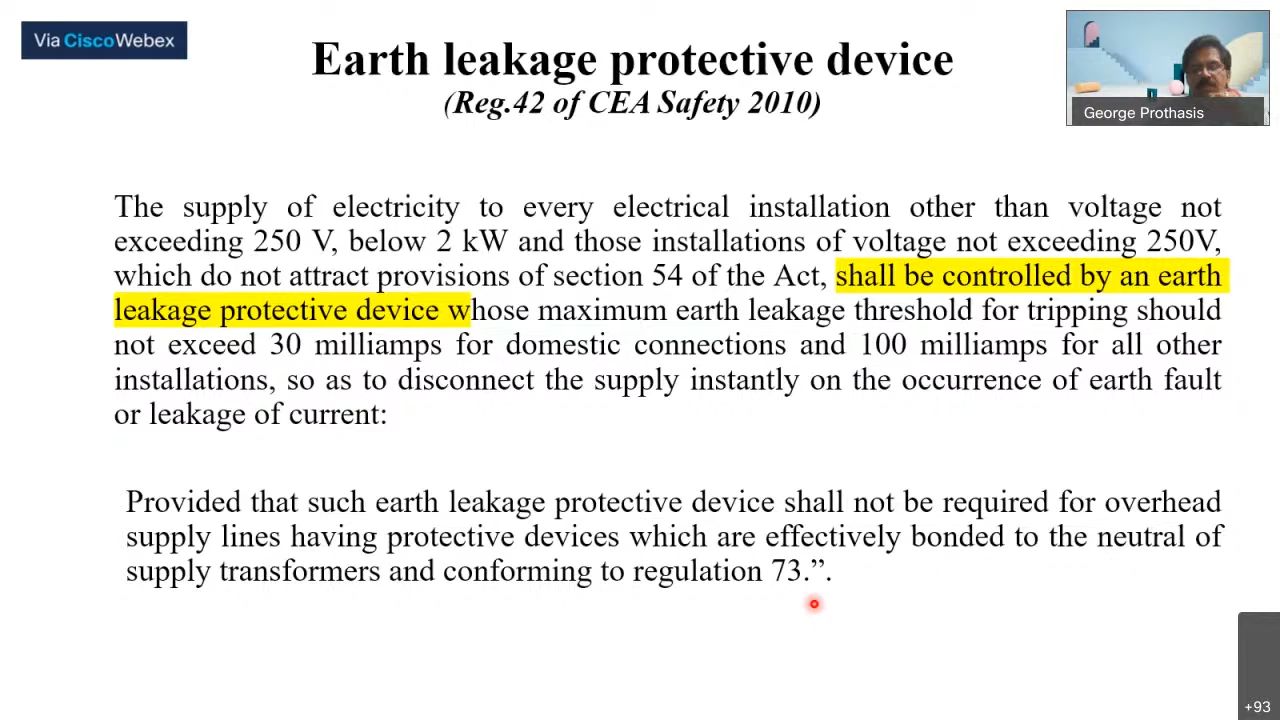 Via CiscoWebex
Earth leakage protective device
(Reg.42 of CEA Safety 2010)
George Prothasis
The supply of electricity to every electrical installation other than voltage not
exceeding 250 V, below 2 kW and those installations of voltage not exceeding 250V,
which do not attract provisions of section 54 of the Act, shall be controlled by an earth
leakage protective device whose maximum earth leakage threshold for tripping should
not exceed 30 milliamps for domestic connections and 100 milliamps for all other
installations, so as to disconnect the supply instantly on the occurrence of earth fault
or leakage of current:
Provided that such earth leakage protective device shall not be required for overhead
supply lines having protective devices which are effectively bonded to the neutral of
supply transformers and conforming to regulation 73.”.
+93